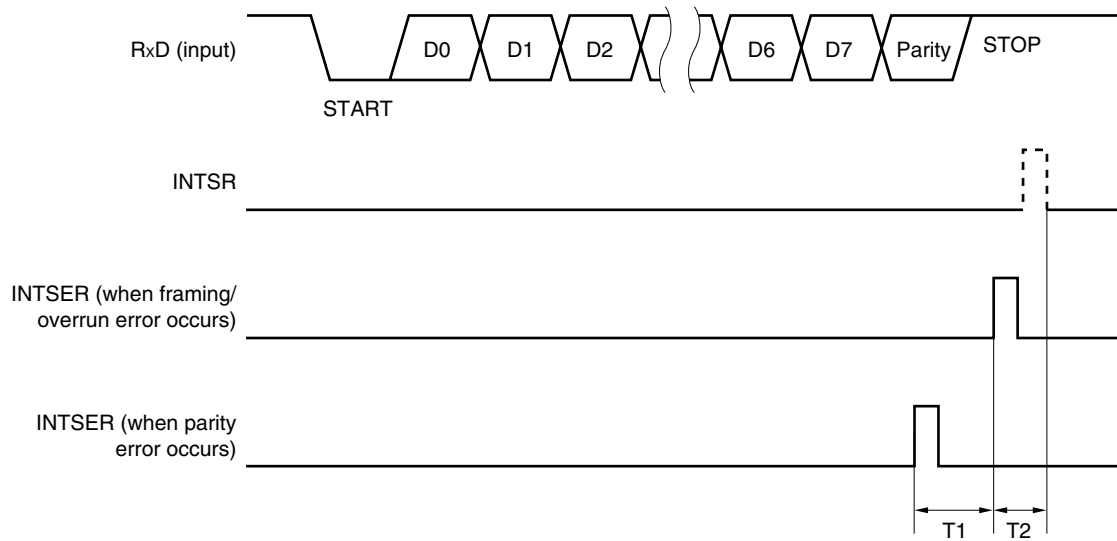 RxD (input)
D0 D1 D2 D6 D7 Parity STOP
START
INTSR
INTSER (when framing/
overrun error occurs)
INTSER (when parity
error occurs)
T1 T2